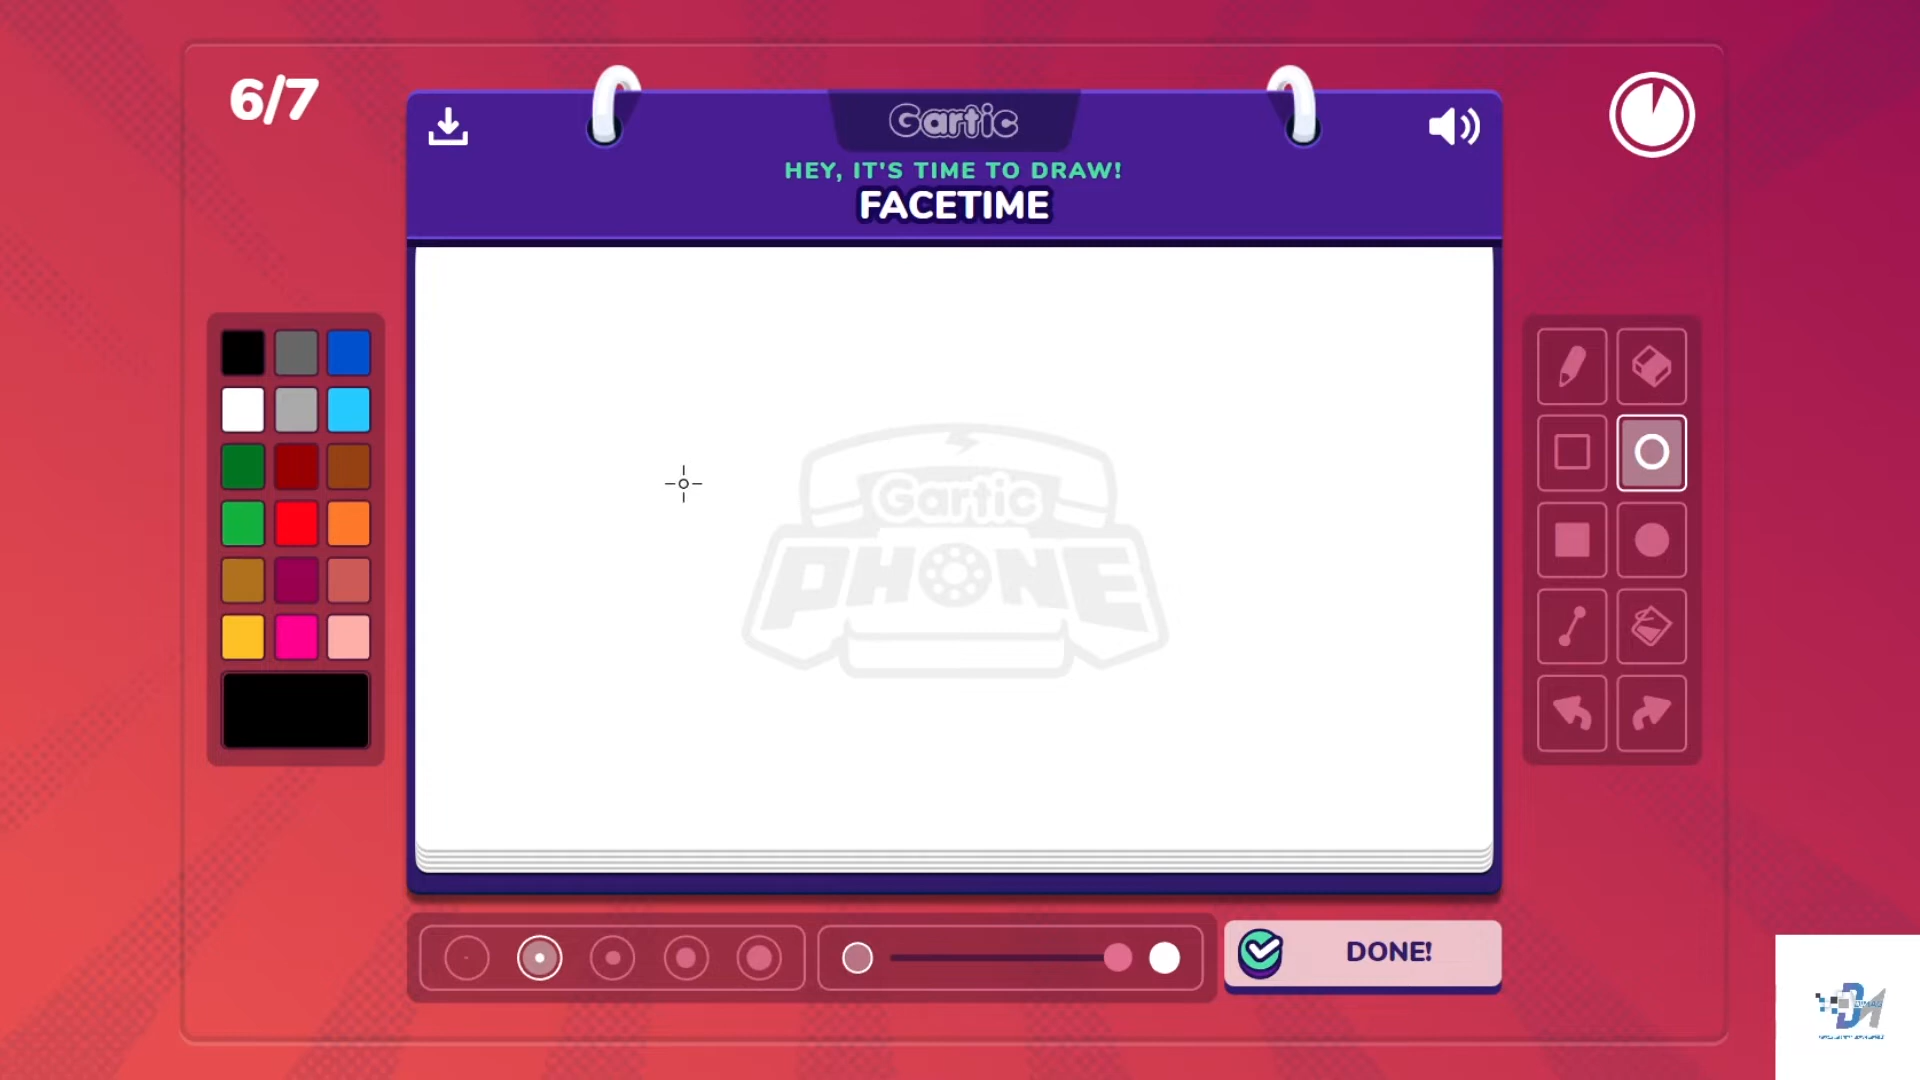 6/7
Gartic
HEY, IT'S TIME TO DRAW!
FACETIME
Gartic
PHONE
DONE!